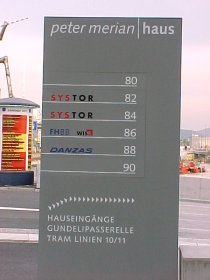 peter merian | haus
80
SYSTOR 82
SYSTOR 84
FHBB WIS 86
DANZAS 88
90
HAUSEINGÄNGE
GUNDELIPASSERELLE
TRAM LINIEN 10/11